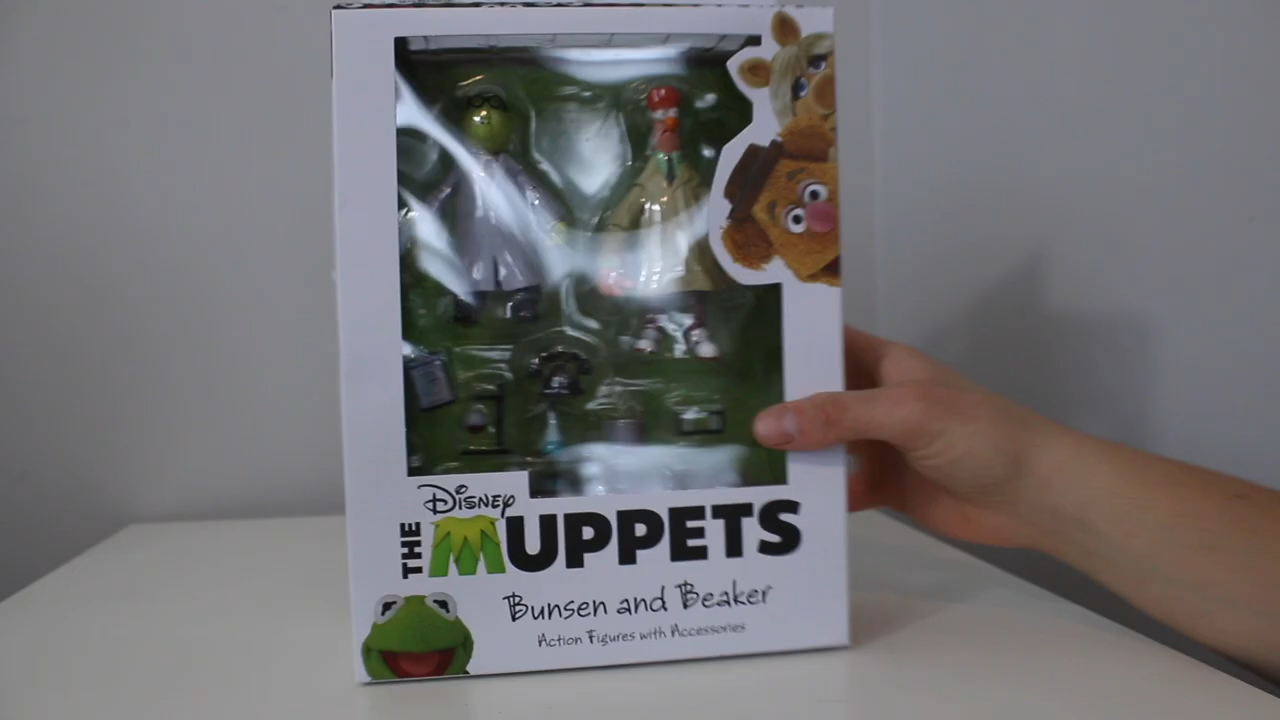 Disney
THE MUPPETS
Bunsen and Beaker
Action Figures with Accessories